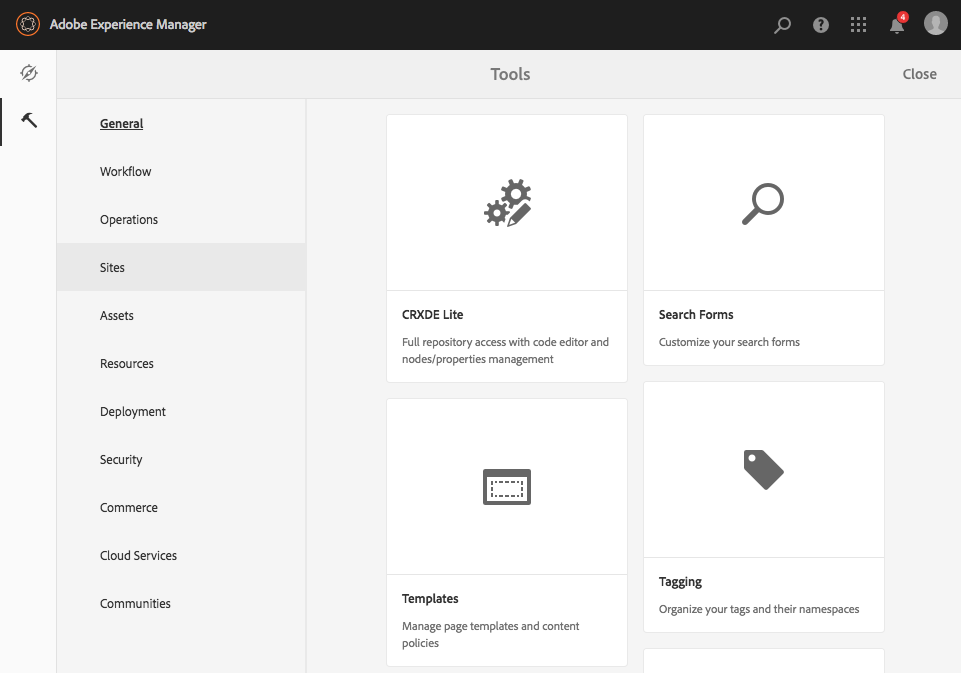 Adobe Experience Manager
4
Tools
Close
General
Workflow
Operations
Sites
Assets
Resources
Deployment
Security
Commerce
Cloud Services
Communities
CRXDE Lite
Full repository access with code editor and
nodes/properties management
Search Forms
Customize your search forms
Templates
Manage page templates and content
policies
Tagging
Organize your tags and their namespaces